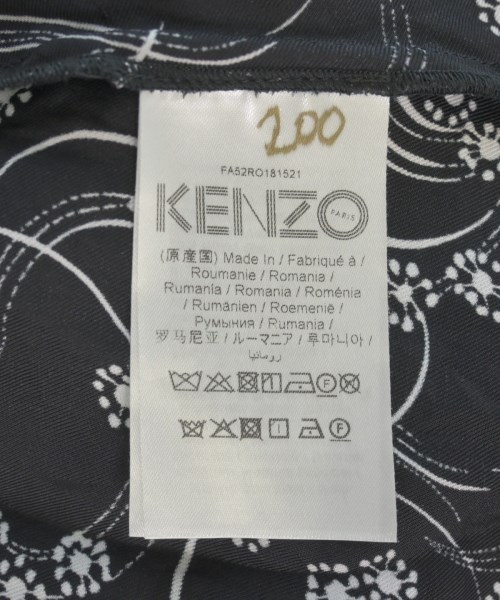 200
FA52RO181521
KENZO
PARIS
(原産国) Made In / Fabriqué à /
Roumanie / Romania /
Rumanía / Romania / Roménia
/ Rumänien / Roemenië /
Румыния / Rumania /
罗马尼亚 / ルーマニア / 루마니아 /
رومانيا
F
F